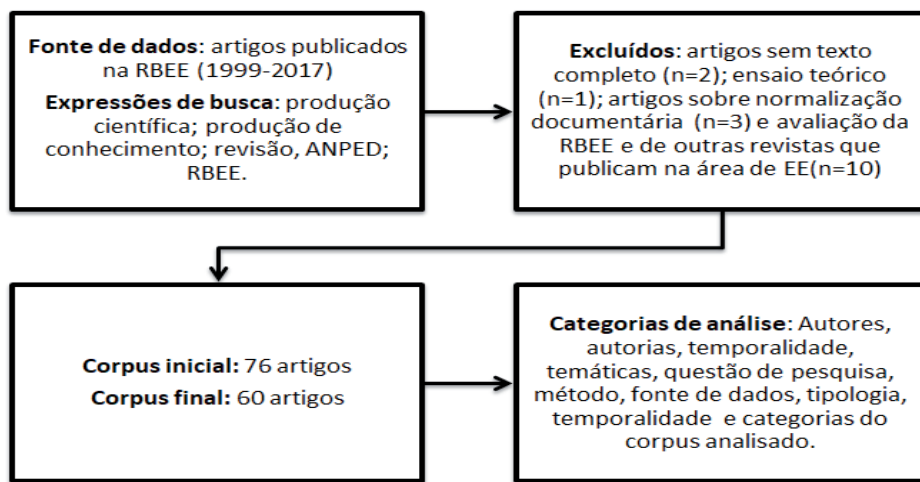 Fonte de dados: artigos publicados
na RBEE (1999-2017)
Expressões de busca: produção
científica; produção de
conhecimento; revisão, ANPED;
RBEE.
Excluídos: artigos sem texto
completo (n=2); ensaio teórico
(n=1); artigos sobre normalização
documentária (n=3) e avaliação da
RBEE e de outras revistas que
publicam na área de EE(n=10)
Corpus inicial: 76 artigos
Corpus final: 60 artigos
Categorias de análise: Autores,
autorias, temporalidade,
temáticas, questão de pesquisa,
método, fonte de dados, tipologia,
temporalidade e categorias do
corpus analisado.